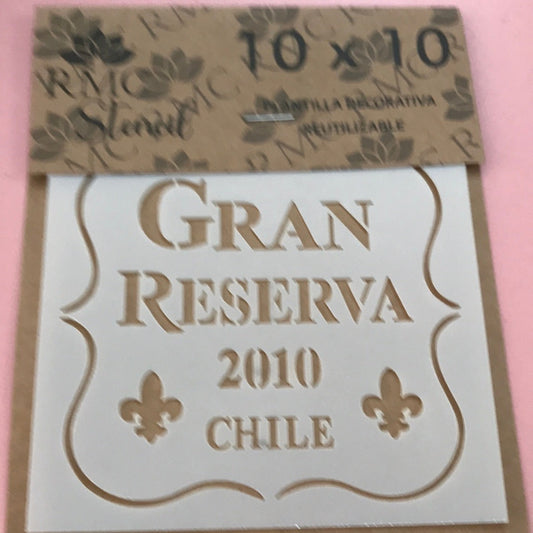 RMC
Stencil
10 x 10
PLANTILLA DECORATIVA
REUTILIZABLE
GRAN
RESERVA
2010
CHILE